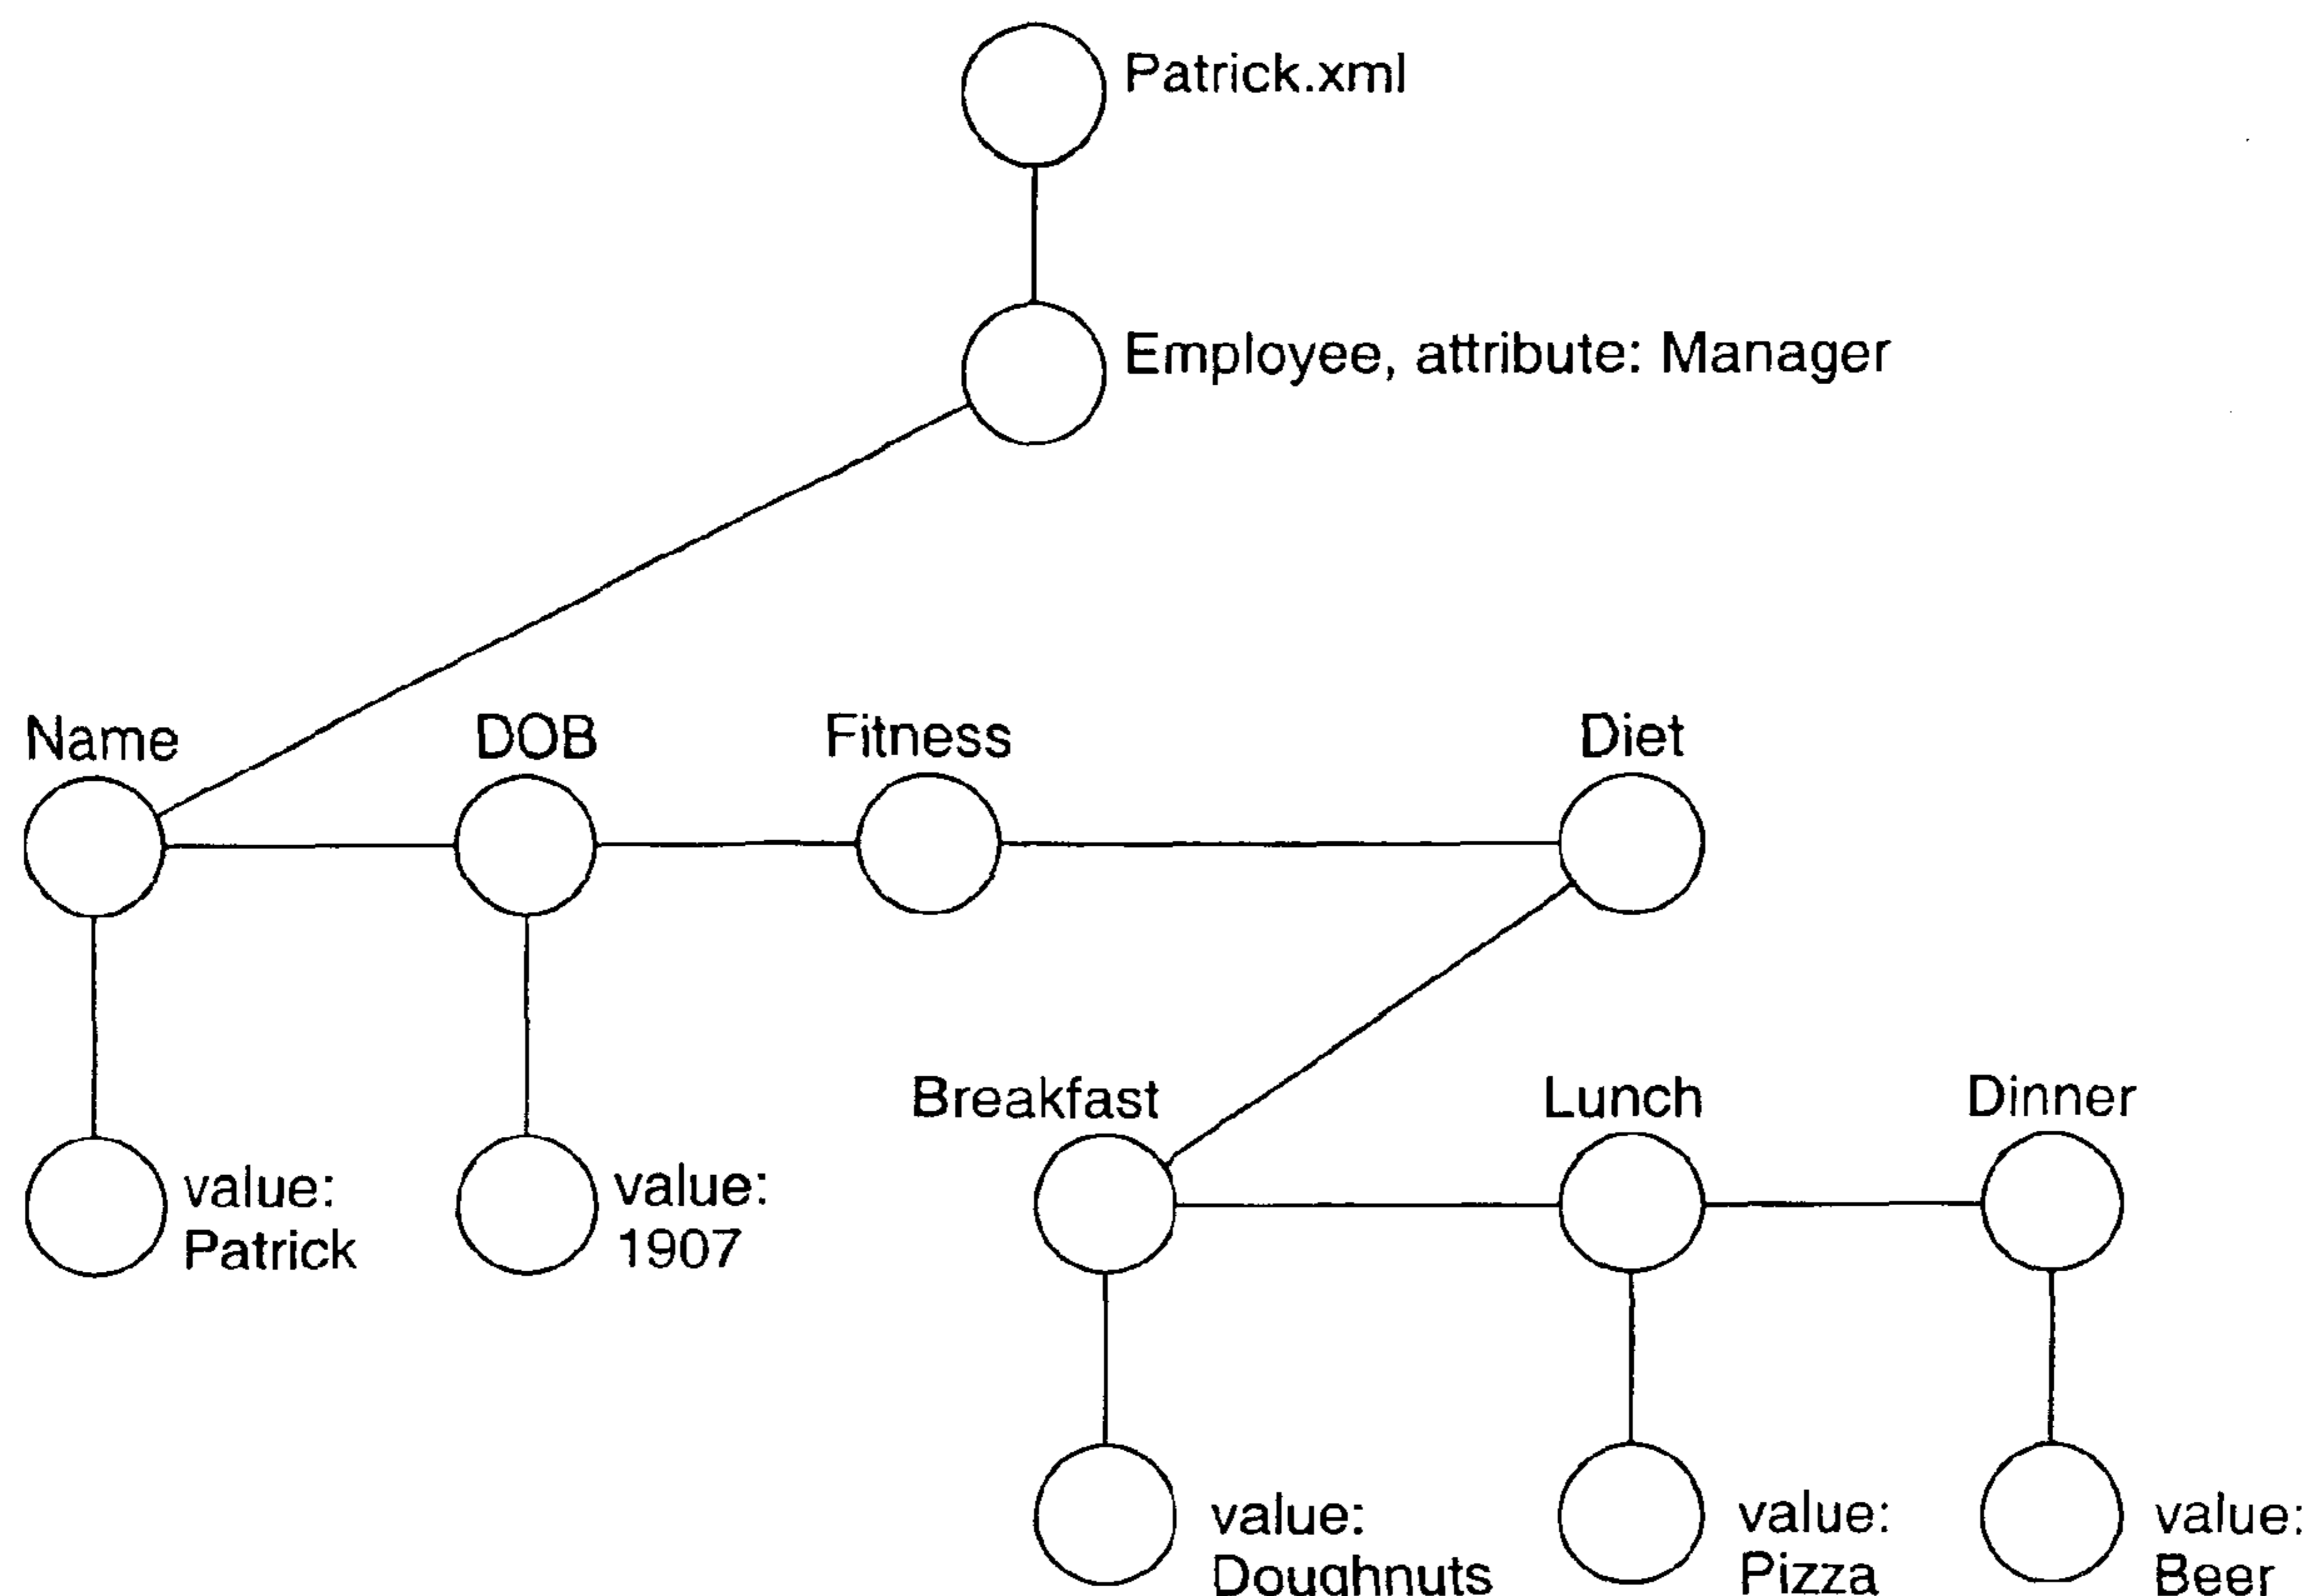 Patrick.xml
Employee, attribute: Manager
Name
DOB
Fitness
Diet
Breakfast
Lunch
Dinner
value:
Patrick
value:
1907
value:
Doughnuts
value:
Pizza
value:
Beer